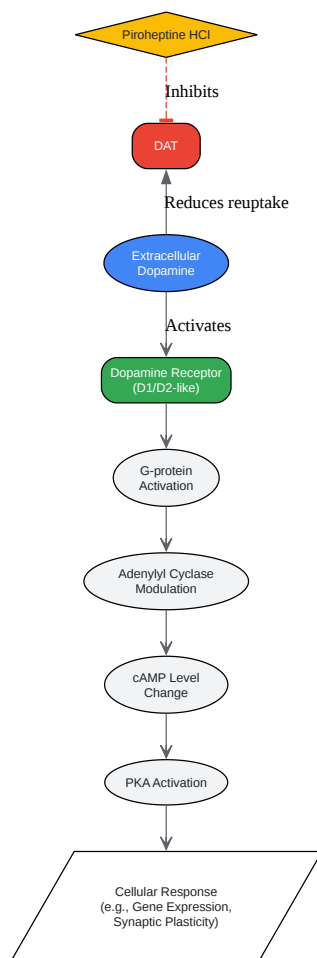 Piroheptine HCl
Inhibits
DAT
Reduces reuptake
Extracellular
Dopamine
Activates
Dopamine Receptor
(D1/D2-like)
G-protein
Activation
Adenylyl Cyclase
Modulation
cAMP Level
Change
PKA Activation
Cellular Response
(e.g., Gene Expression,
Synaptic Plasticity)